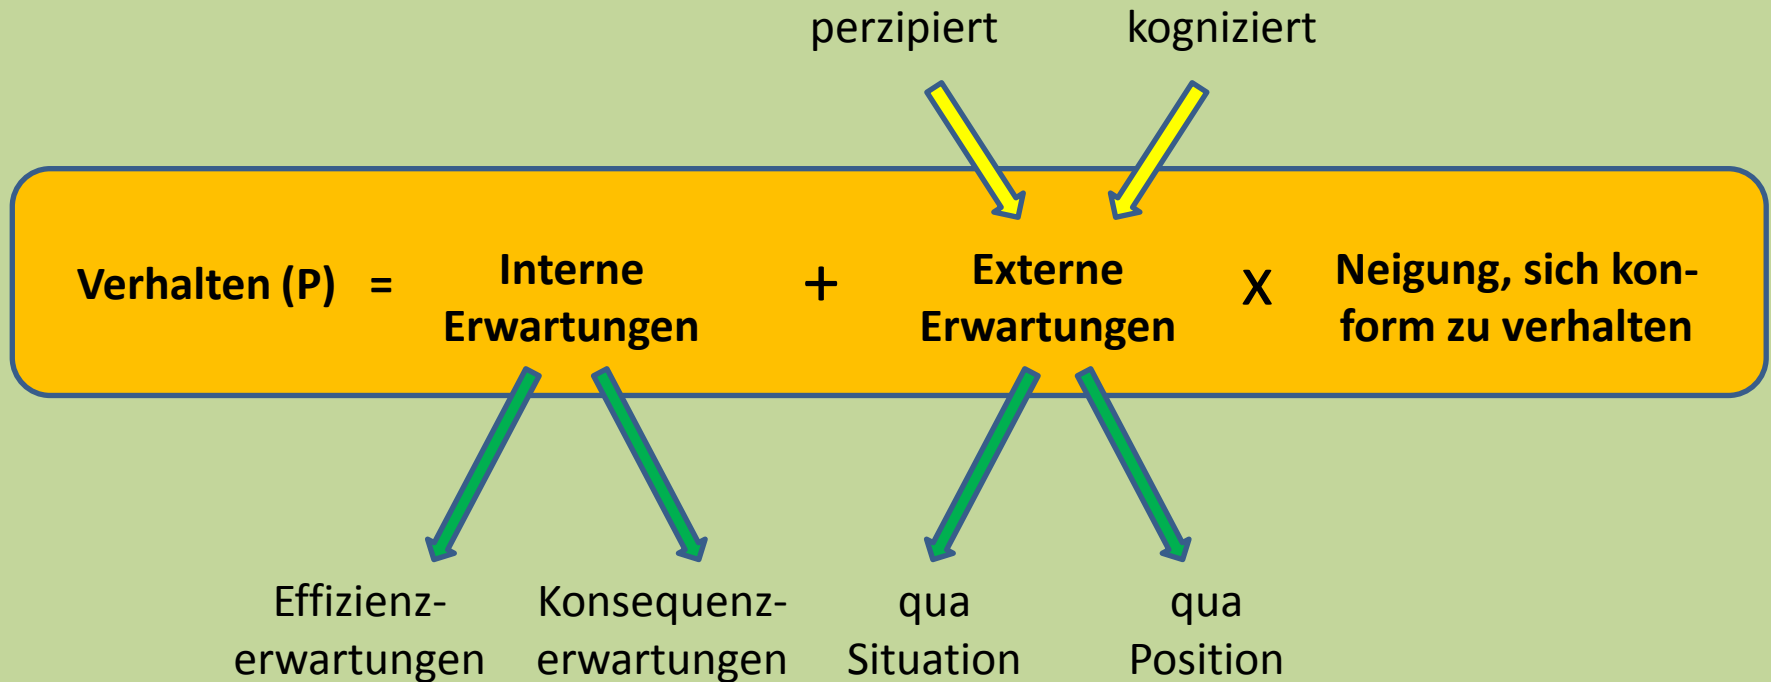 perzipiert kogniziert
Verhalten (P) = Interne Erwartungen + Externe Erwartungen x Neigung, sich kon-
form zu verhalten
Effizienz-
erwartungen
Konsequenz-
erwartungen
qua
Situation
qua
Position